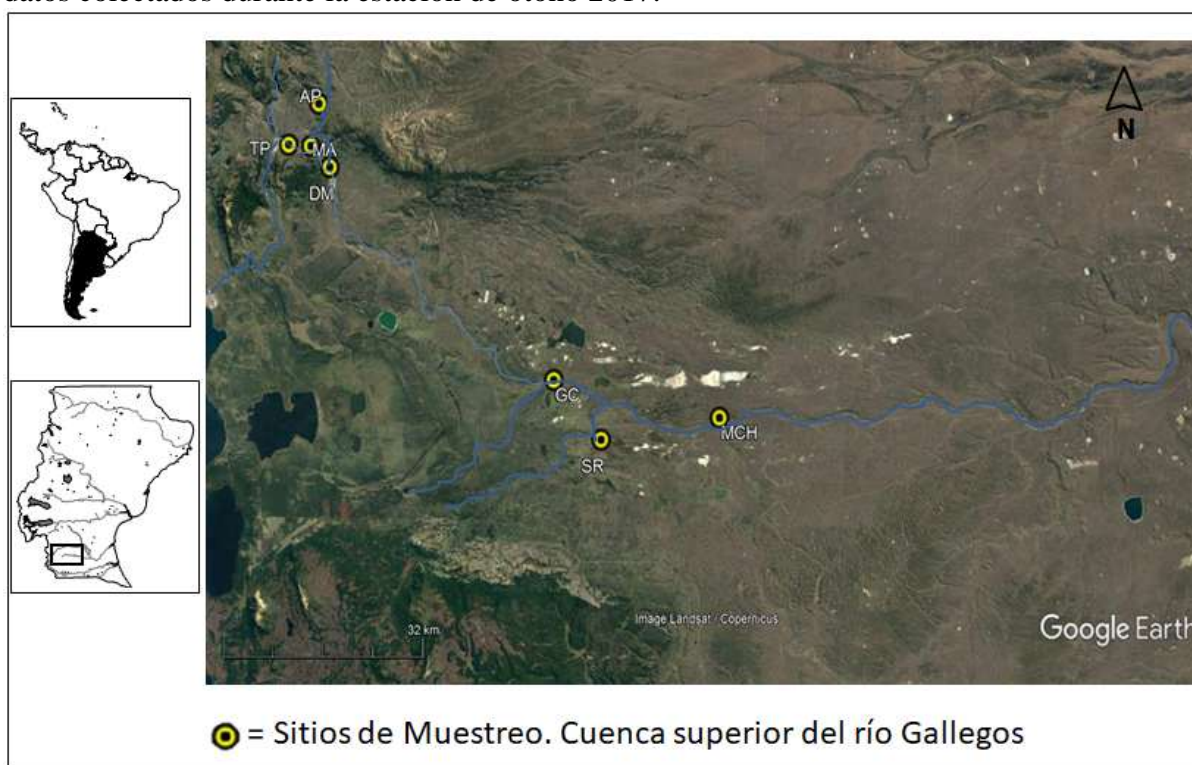 datos colectados durante la estación de otoño 2017.
AP
N
TP
MA
DM
GC
MCH
SR
Image Landsat - Copernicus
32 km
Google Earth
= Sitios de Muestreo. Cuenca superior del río Gallegos